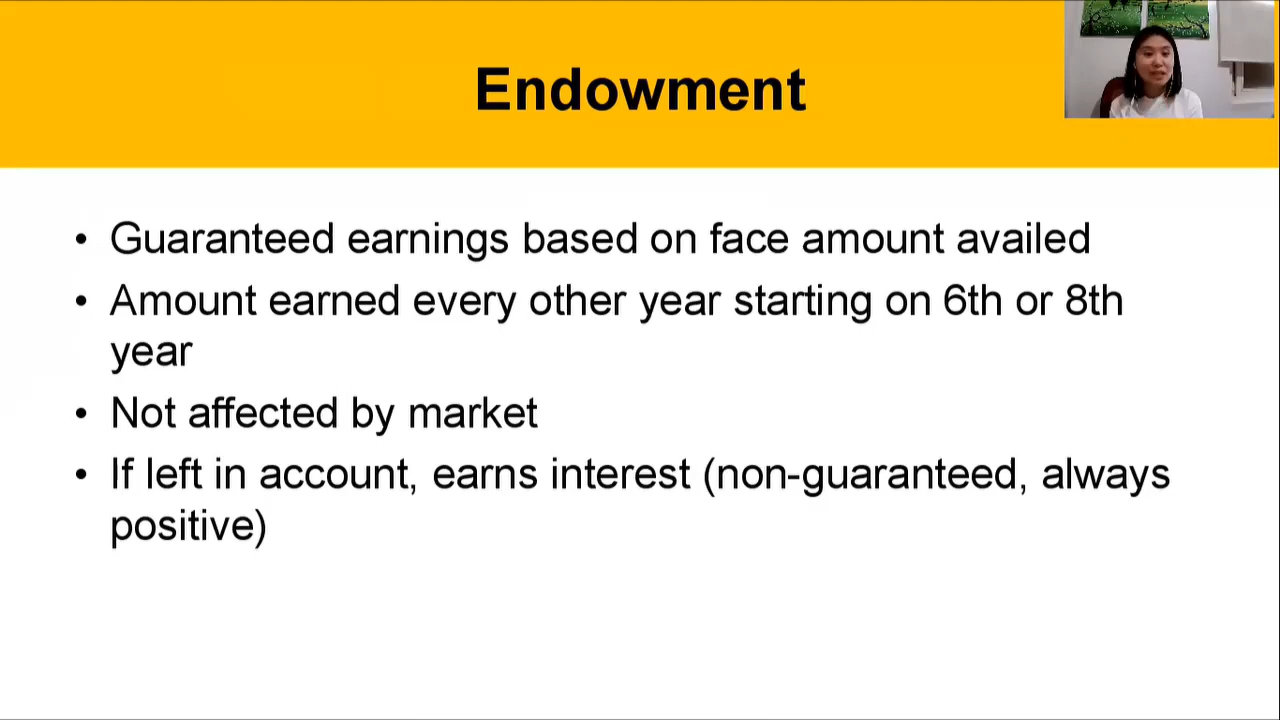 Endowment
• Guaranteed earnings based on face amount availed
• Amount earned every other year starting on 6th or 8th
year
• Not affected by market
• If left in account, earns interest (non-guaranteed, always
positive)